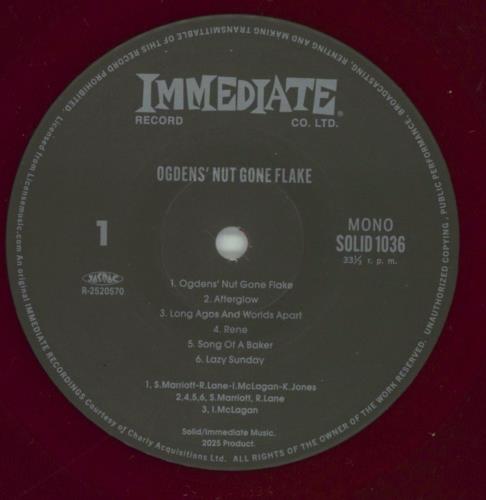 IMMEDIATE
RECORD CO. LTD.
OGDENS' NUT GONE FLAKE
1
MONO
SOLID 1036
33⅓ r. p. m.
JASRAC
R-2520570
1. Ogdens' Nut Gone Flake
2. Afterglow
3. Long Agos And Worlds Apart
4. Rene
5. Song Of A Baker
6. Lazy Sunday
1, S.Marriott-R.Lane-I.McLagan-K.Jones
2,4,5,6, S.Marriott, R.Lane
3, I.McLagan
Solid/Immediate Music.
2025 Product.
An original IMMEDIATE RECORDINGS Courtesy of Charly Acquisitions Ltd. ALL RIGHTS OF THE OWNER OF THE WORK RESERVED. UNAUTHORIZED COPYING, PUBLIC PERFORMANCE, BROADCASTING, RENTING AND MAKING TRANSMITTABLE OF THIS RECORD PROHIBITED. Licensed from Licensemusic.com